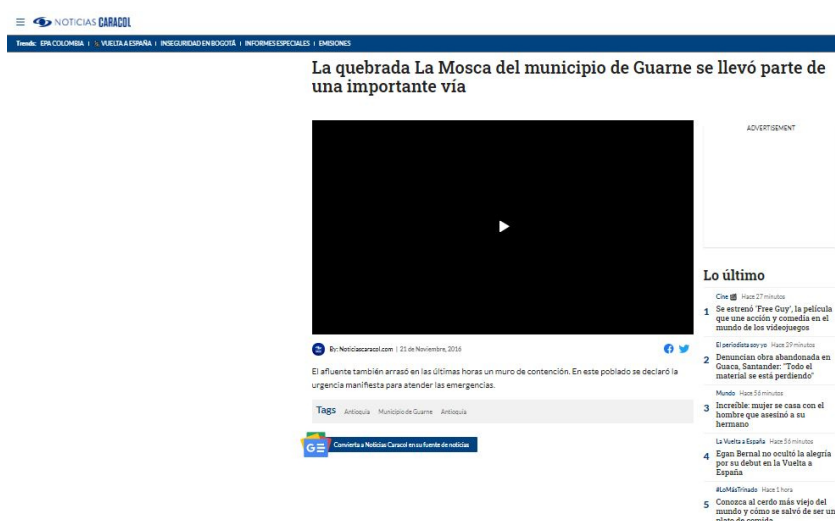 NOTICIAS CARACOL
Trends: EPA COLOMBIA | VUELTA A ESPAÑA | INSEGURIDAD EN BOGOTÁ | INFORMES ESPECIALES | EMISIONES
La quebrada La Mosca del municipio de Guarne se llevó parte de
una importante vía
ADVERTISEMENT
By: Noticiascaracol.com | 21 de Noviembre, 2016
El afluente también arrasó en las últimas horas un muro de contención. En este poblado se declaró la
urgencia manifiesta para atender las emergencias.
Tags Antioquia Municipio de Guarne Antioquia
GE Convierta a Noticias Caracol en su fuente de noticias
Lo último
Cine Hace 27 minutos
1 Se estrenó 'Free Guy', la película
que une acción y comedia en el
mundo de los videojuegos
El periodista soy yo Hace 29 minutos
2 Denuncian obra abandonada en
Guaca, Santander: "Todo el
material se está perdiendo"
Mundo Hace 56 minutos
3 Increíble: mujer se casa con el
hombre que asesinó a su
hermano
La Vuelta a España Hace 56 minutos
4 Egan Bernal no ocultó la alegría
por su debut en la Vuelta a
España
#LoMásTrinado Hace 1 hora
5 Conozca al cerdo más viejo del
mundo y cómo se salvó de ser un
plato de comida